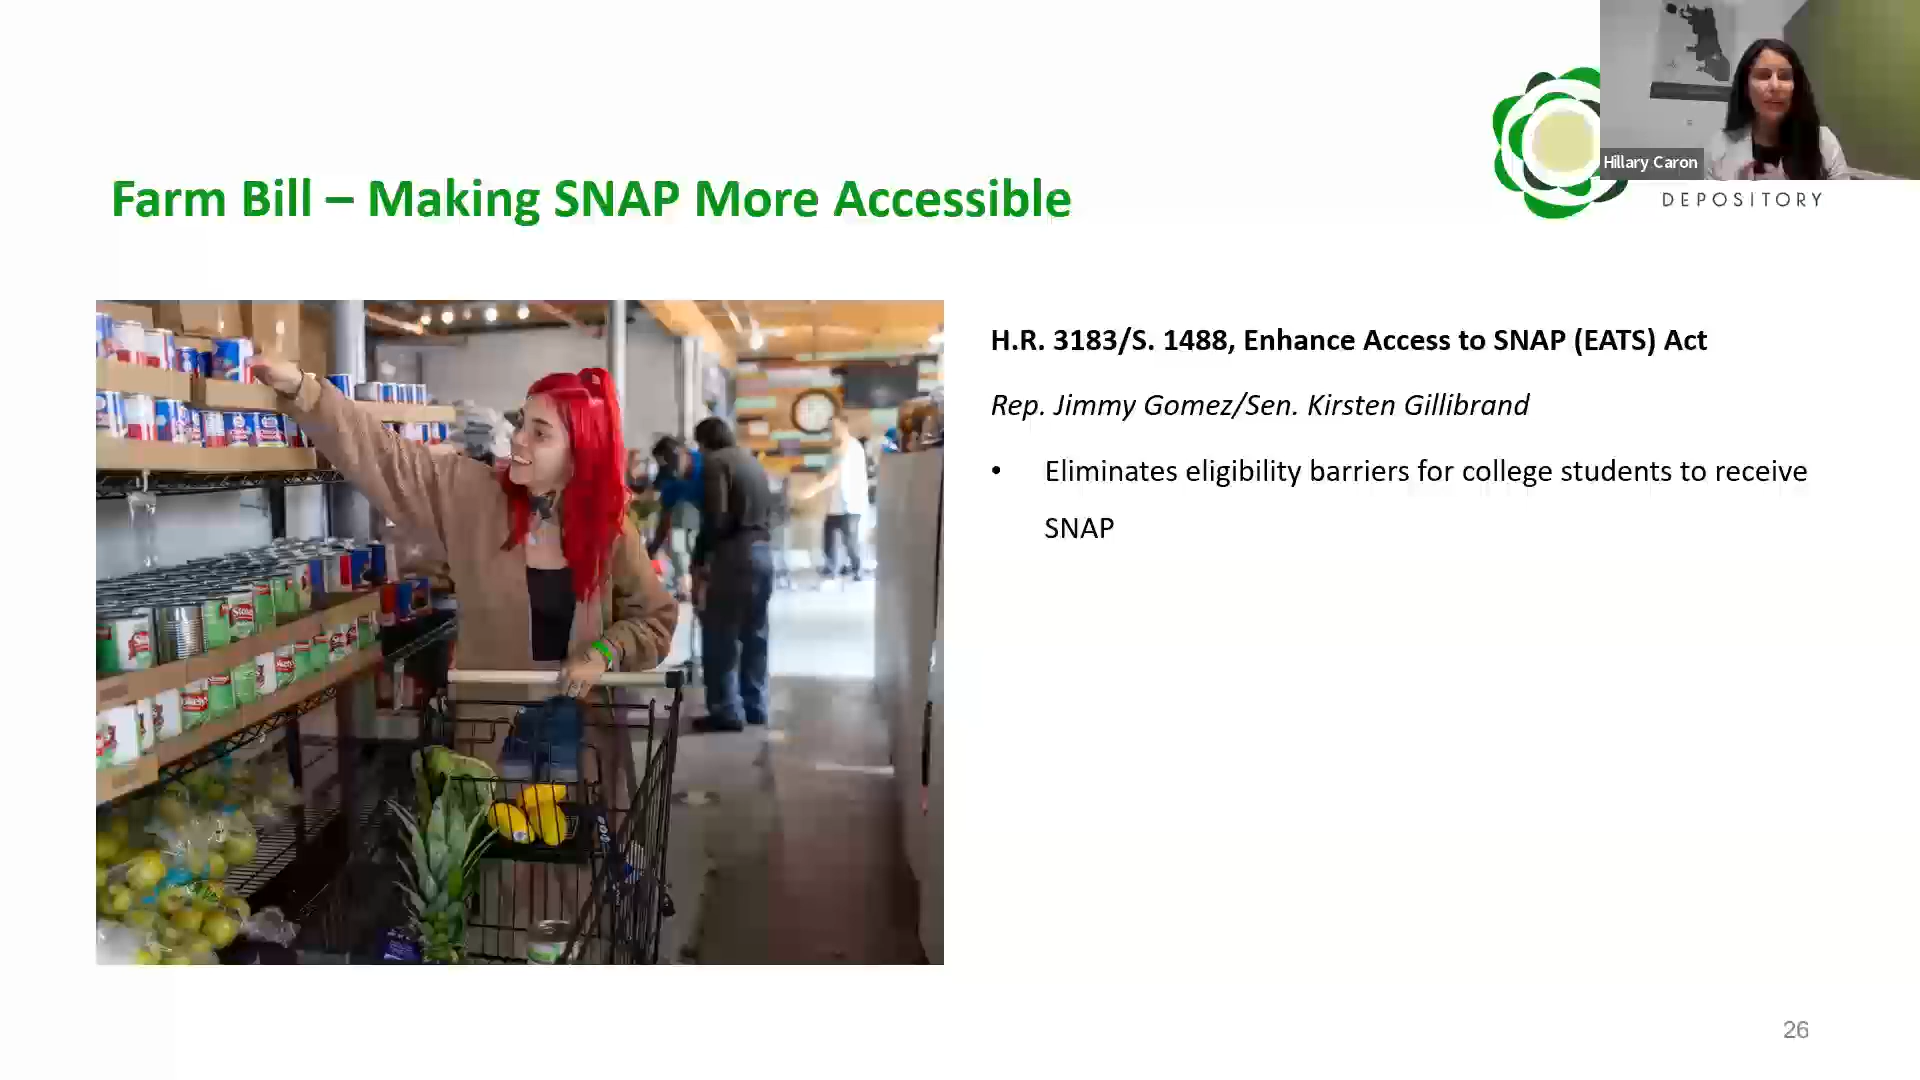 Hillary Caron
DEPOSITORY
Farm Bill – Making SNAP More Accessible
H.R. 3183/S. 1488, Enhance Access to SNAP (EATS) Act
Rep. Jimmy Gomez/Sen. Kirsten Gillibrand
• Eliminates eligibility barriers for college students to receive
SNAP
26